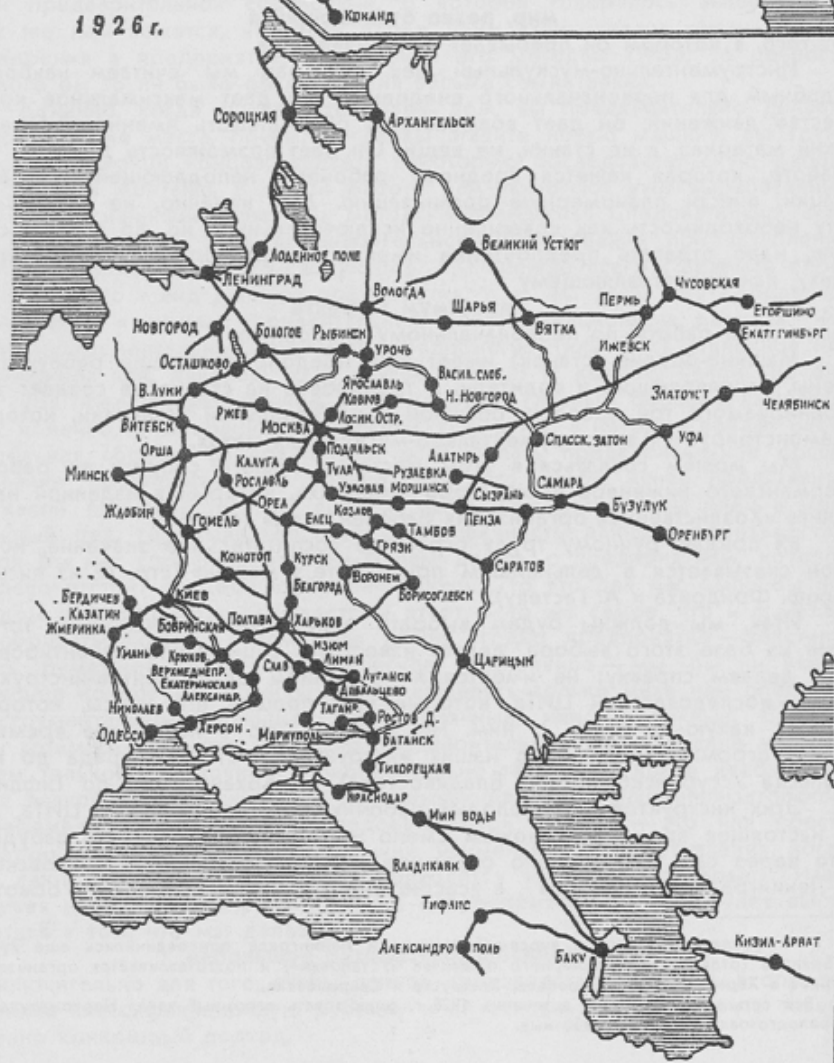 Коканд
1926 г.
Сороцкая
Архангельск
Лодейное поле
Великий Устюг
Ленинград
Чусовская
Вологда
Пермь
Шарья
Егоршино
Новгород
Вятка
Екатеринбург
Бологое
Рыбинск
Урочь
Ижевск
Осташково
Васил. слоб.
Ярославль
В. Луки
Ковров
Н. Новгород
Златоуст
Челябинск
Ржев
Лосин. Остр.
Витебск
Москва
Уфа
Спасск. затон
Орша
Подольск
Алатырь
Калуга
Тула
Рузаевка
Минск
Рославль
Самара
Узловая
Моршанск
Сызрань
Жлобин
Орел
Козлов
Бузулук
Елец
Пенза
Гомель
Тамбов
Оренбург
Грязи
Конотоп
Курск
Саратов
Воронеж
Белгород
Борисоглебск
Бердичев
Киев
Казатин
Полтава
Харьков
Бобринская
Жмеринка
Изюм
Умань
Крюков
Лиман
Царицын
Слав
Луганск
Верхнеднепр.
Екатеринослав
Дебальцево
Александр.
Николаев
Таганр.
Ростов Д.
Херсон
Одесса
Мариуполь
Батайск
Тихорецкая
Краснодар
Мин воды
Владикавк
Тифлис
Александрополь
Баку
Кизил-Арват